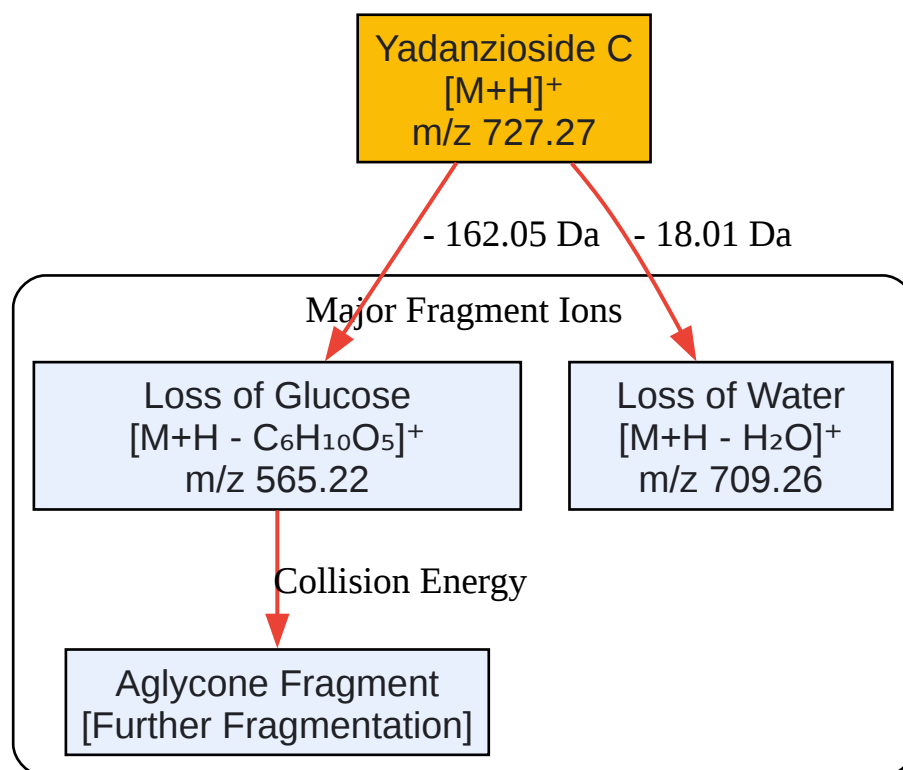 Yadanzioside C
[M+H]⁺
m/z 727.27
- 162.05 Da
- 18.01 Da
Major Fragment Ions
Loss of Glucose
[M+H - C₆H₁₀O₅]⁺
m/z 565.22
Loss of Water
[M+H - H₂O]⁺
m/z 709.26
Collision Energy
Aglycone Fragment
[Further Fragmentation]